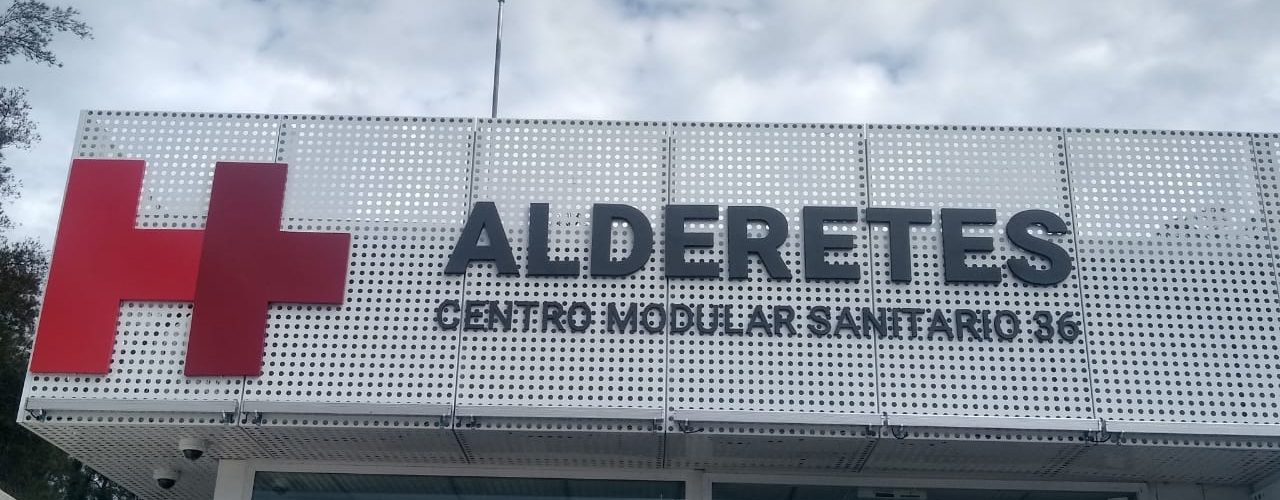 ALDERETES
CENTRO MODULAR SANITARIO 36